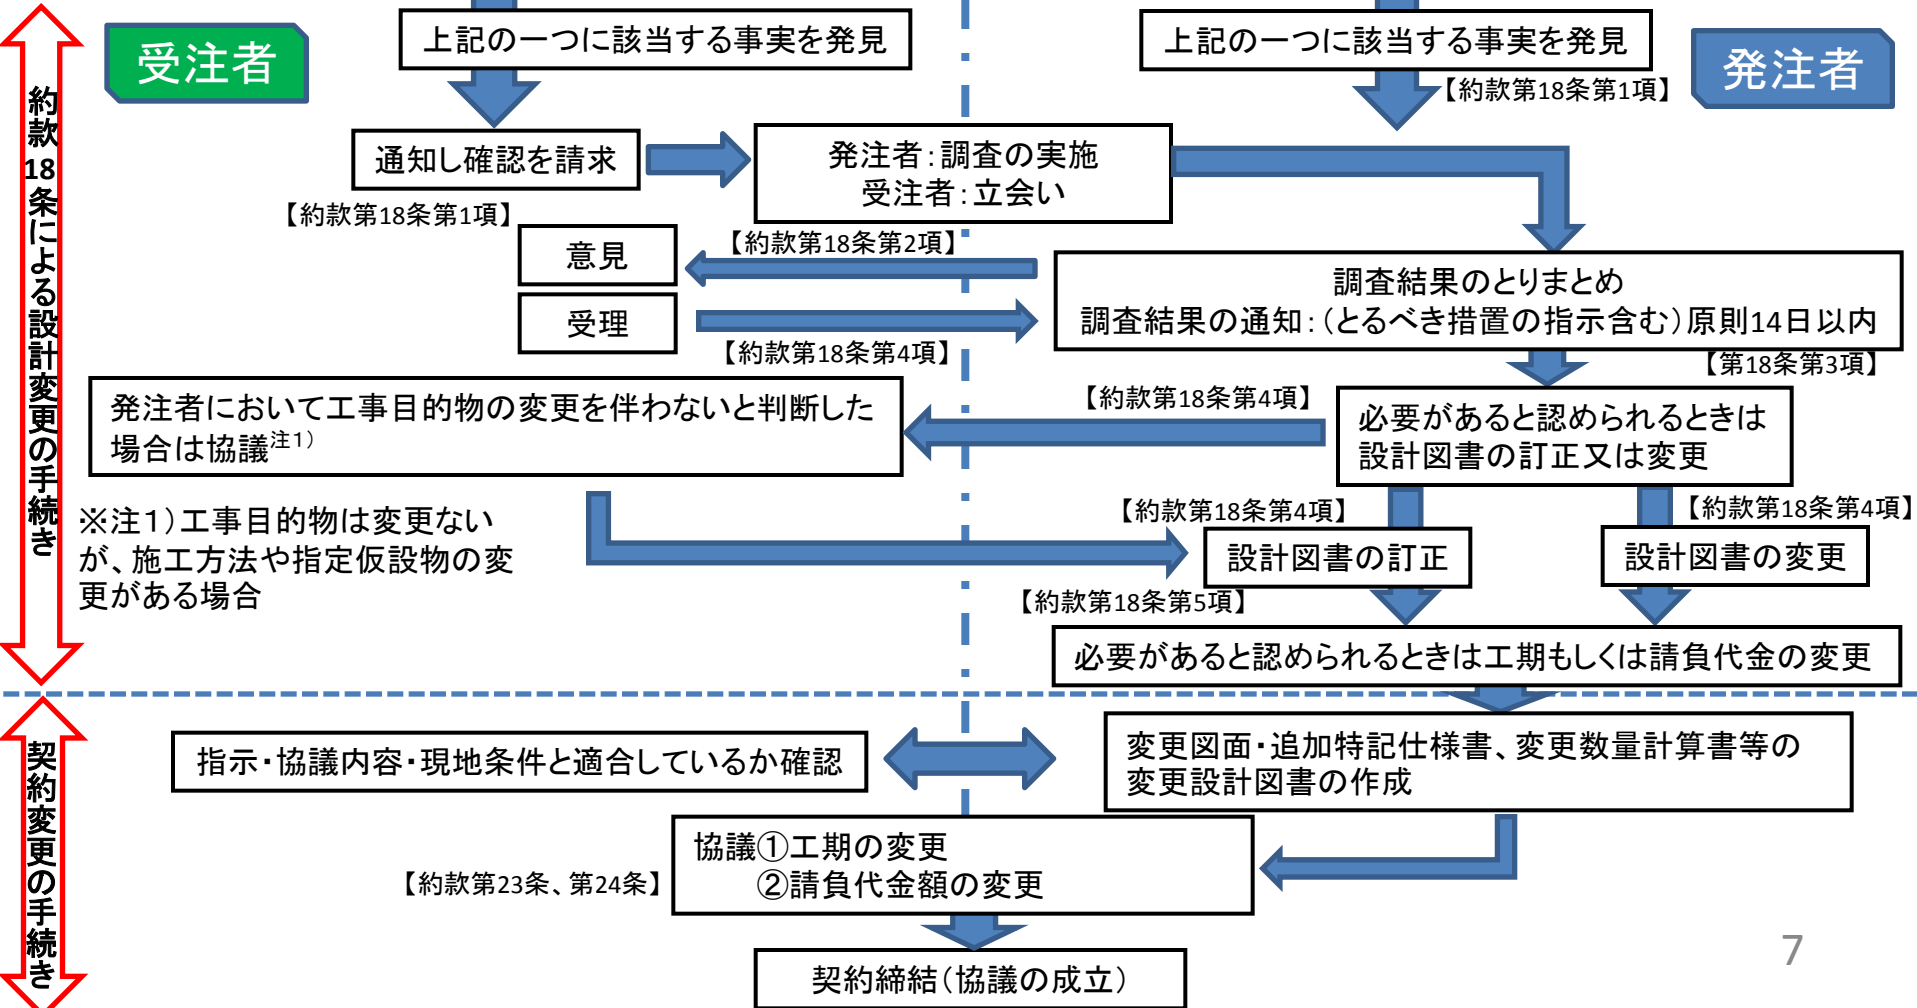 約款18条による設計変更の手続き
受注者
上記の一つに該当する事実を発見
上記の一つに該当する事実を発見
発注者
【約款第18条第1項】
通知し確認を請求
発注者：調査の実施
受注者：立会い
【約款第18条第1項】
意見
【約款第18条第2項】
受理
【約款第18条第4項】
調査結果のとりまとめ
調査結果の通知：（とるべき措置の指示含む）原則14日以内
【第18条第3項】
発注者において工事目的物の変更を伴わないと判断した
場合は協議注1）
【約款第18条第4項】
必要があると認められるときは
設計図書の訂正又は変更
※注1）工事目的物は変更ない
が、施工方法や指定仮設物の変
更がある場合
【約款第18条第4項】
【約款第18条第4項】
設計図書の訂正
設計図書の変更
【約款第18条第5項】
必要があると認められるときは工期もしくは請負代金の変更
契約変更の手続き
指示・協議内容・現地条件と適合しているか確認
変更図面・追加特記仕様書、変更数量計算書等の
変更設計図書の作成
協議①工期の変更
②請負代金額の変更
【約款第23条、第24条】
契約締結（協議の成立）
7